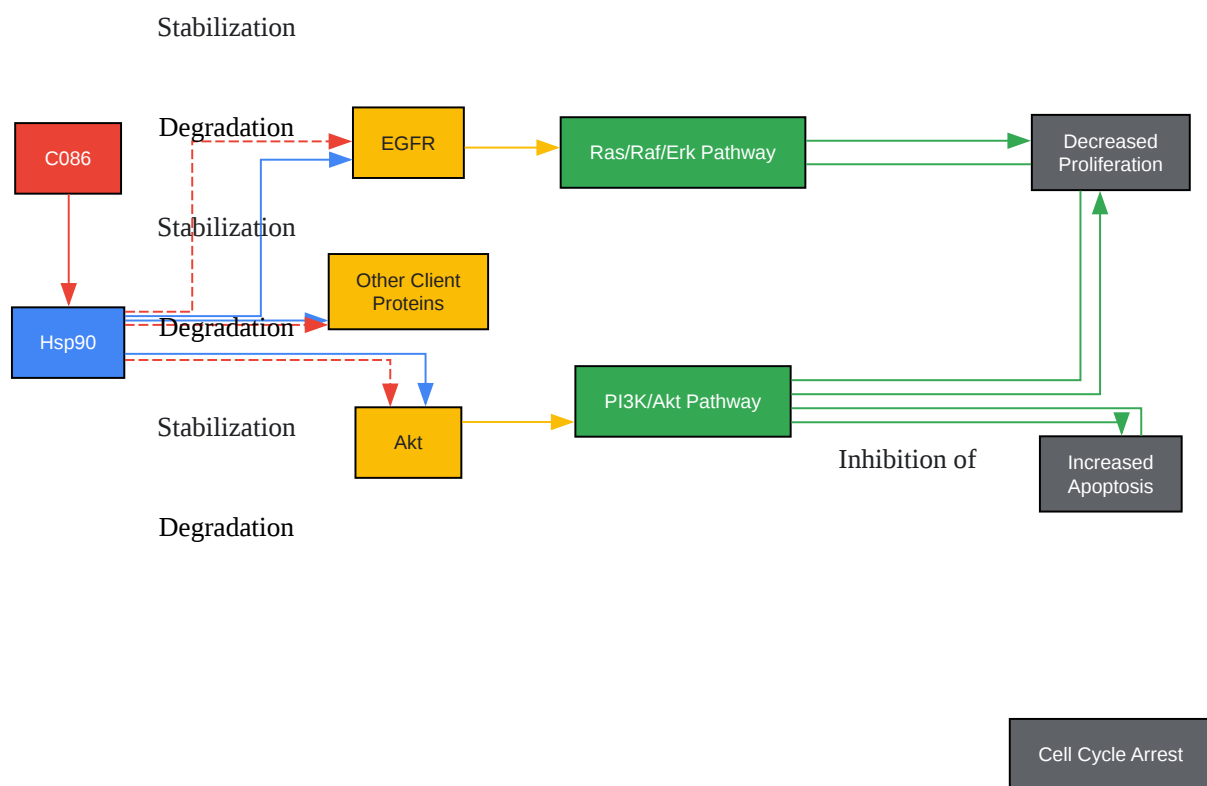 Stabilization
Degradation
EGFR
C086
Ras/Raf/Erk Pathway
Decreased
Proliferation
Stabilization
Other Client
Proteins
Degradation
Hsp90
PI3K/Akt Pathway
Stabilization
Akt
Inhibition of
Increased
Apoptosis
Degradation
Cell Cycle Arrest